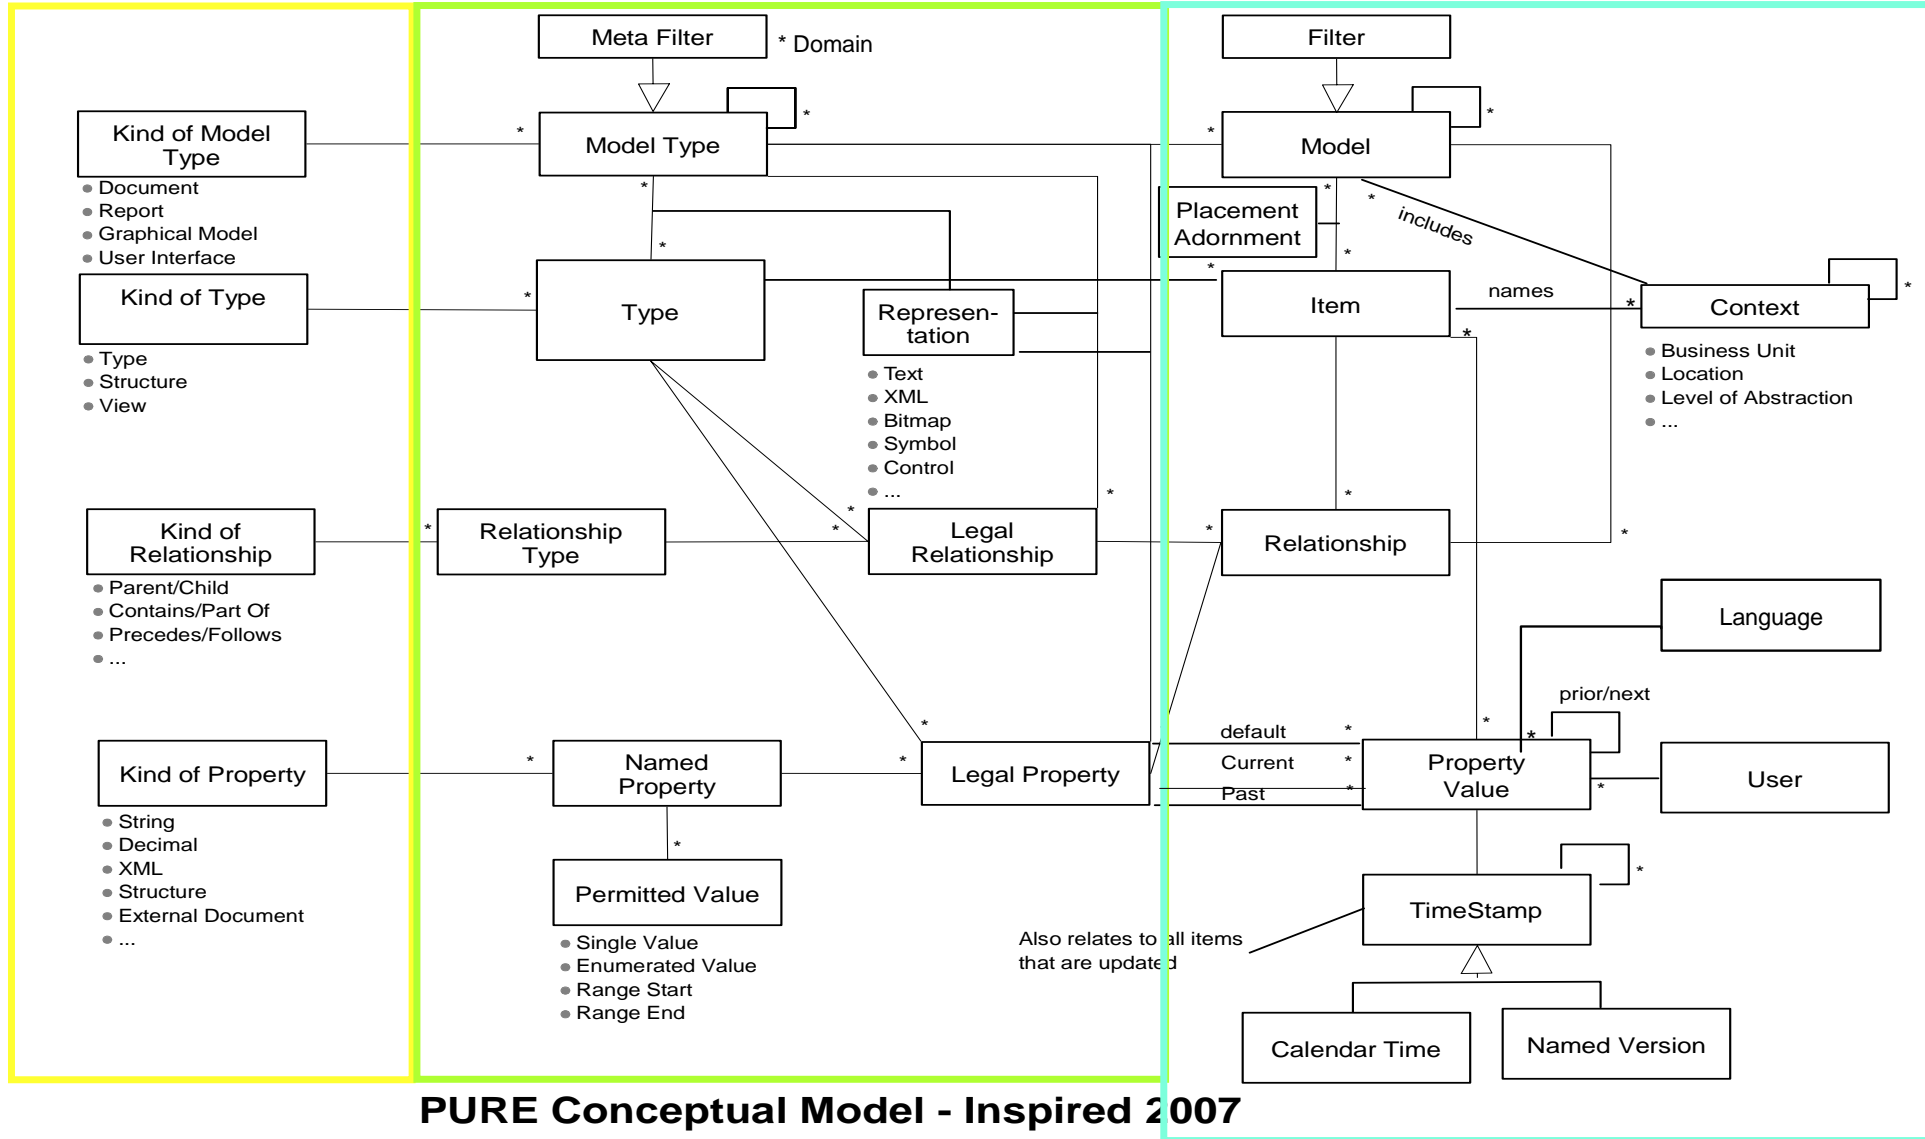 Meta Filter
* Domain
Filter
Kind of Model
Type
*
Model Type
*
*
Model
*
● Document
● Report
● Graphical Model
● User Interface
*
*
*
Placement
Adornment
includes
*
*
*
Kind of Type
*
Type
Represen-
tation
Item
names
*
*
Context
*
● Type
● Structure
● View
● Text
● XML
● Bitmap
● Symbol
● Control
● ...
● Business Unit
● Location
● Level of Abstraction
● ...
*
*
*
Kind of
Relationship
*
Relationship
Type
*
Legal
Relationship
*
Relationship
*
● Parent/Child
● Contains/Part Of
● Precedes/Follows
● ...
Language
prior/next
*
*
*
Kind of Property
*
Named
Property
*
Legal Property
default
*
Current
*
Past
*
Property
Value
*
User
● String
● Decimal
● XML
● Structure
● External Document
● ...
*
Permitted Value
● Single Value
● Enumerated Value
● Range Start
● Range End
TimeStamp
*
Also relates to all items
that are updated
Calendar Time
Named Version
PURE Conceptual Model - Inspired 2007